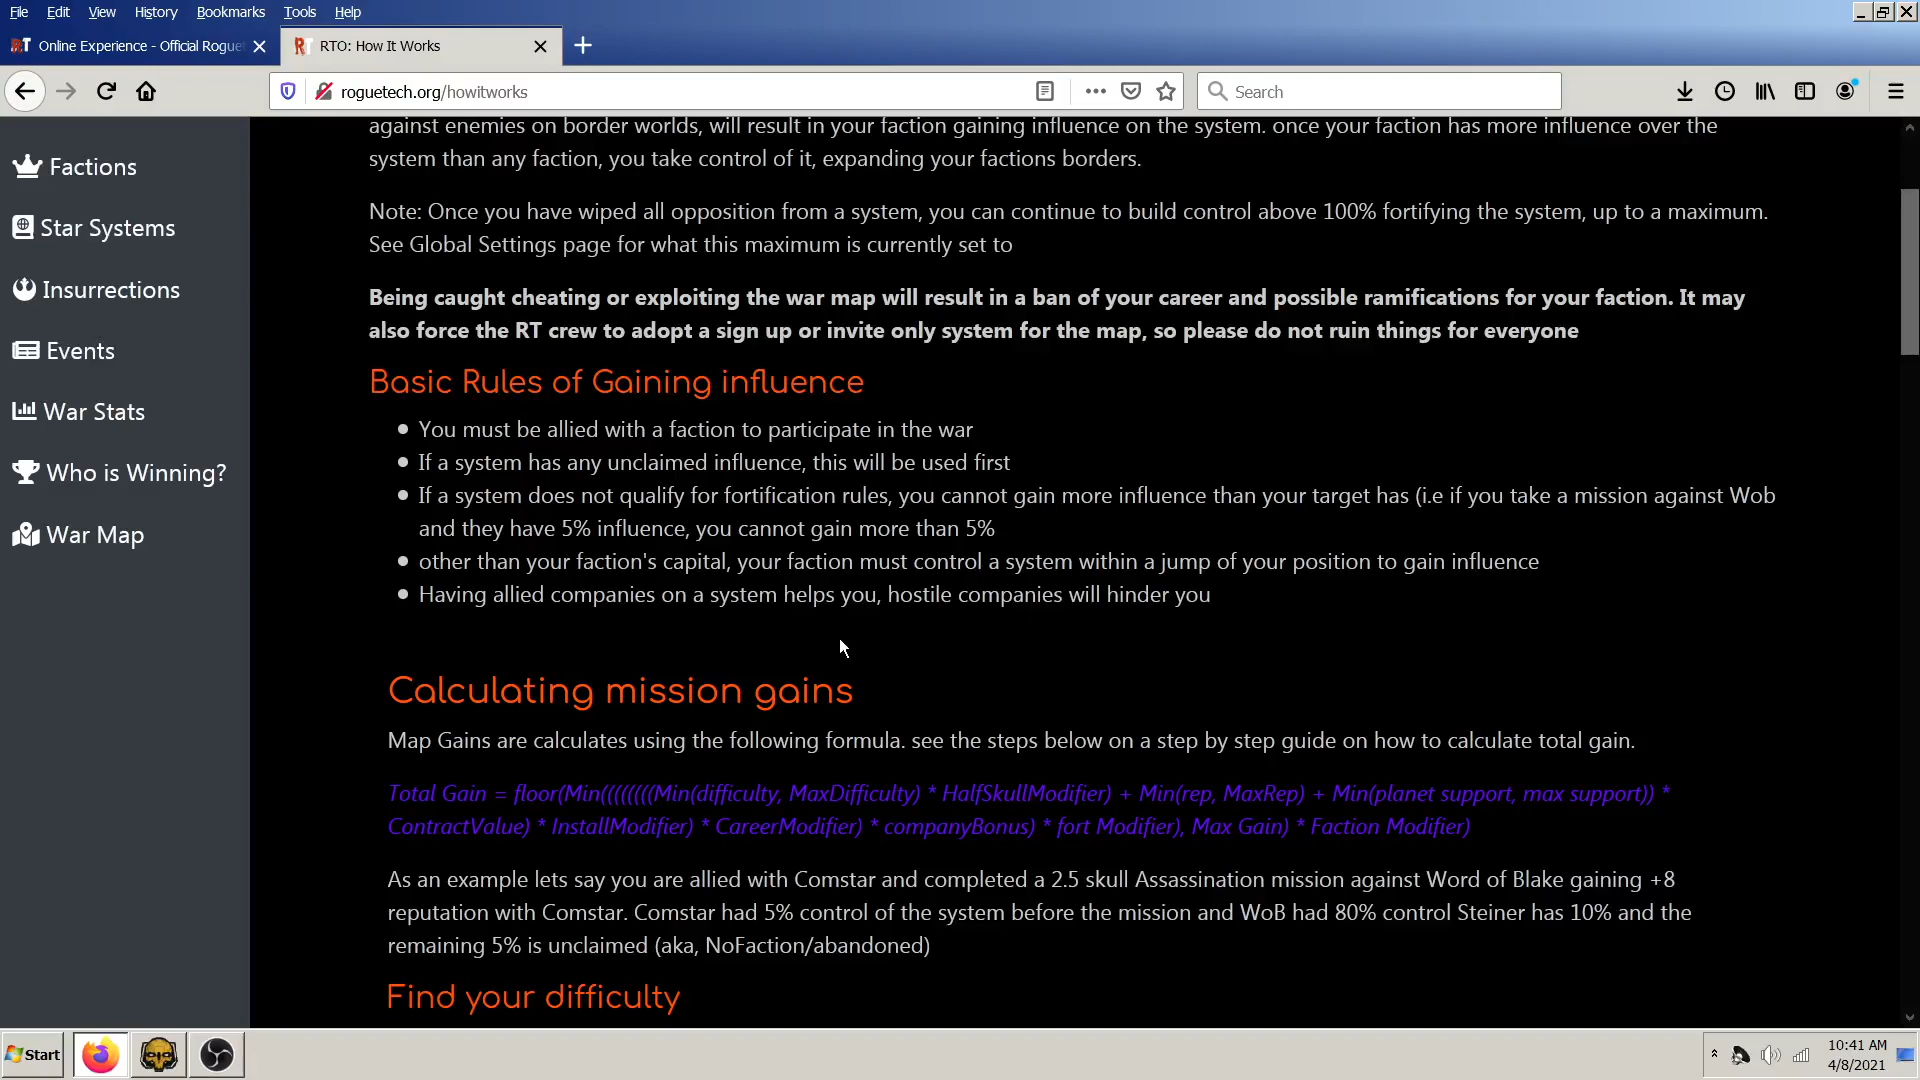 File Edit View History Bookmarks Tools Help
Online Experience - Official Rogue
RTO: How It Works
roguetech.org/howitworks
Search
Factions
Star Systems
Insurrections
Events
War Stats
Who is Winning?
War Map
against enemies on border worlds, will result in your faction gaining influence on the system. once your faction has more influence over the
system than any faction, you take control of it, expanding your factions borders.
Note: Once you have wiped all opposition from a system, you can continue to build control above 100% fortifying the system, up to a maximum.
See Global Settings page for what this maximum is currently set to
Being caught cheating or exploiting the war map will result in a ban of your career and possible ramifications for your faction. It may
also force the RT crew to adopt a sign up or invite only system for the map, so please do not ruin things for everyone
Basic Rules of Gaining influence
You must be allied with a faction to participate in the war
If a system has any unclaimed influence, this will be used first
If a system does not qualify for fortification rules, you cannot gain more influence than your target has (i.e if you take a mission against Wob
and they have 5% influence, you cannot gain more than 5%
other than your faction's capital, your faction must control a system within a jump of your position to gain influence
Having allied companies on a system helps you, hostile companies will hinder you
Calculating mission gains
Map Gains are calculates using the following formula. see the steps below on a step by step guide on how to calculate total gain.
Total Gain = floor(Min((((((((Min(difficulty, MaxDifficulty) * HalfSkullModifier) + Min(rep, MaxRep) + Min(planet support, max support)) *
ContractValue) * InstallModifier) * CareerModifier) * companyBonus) * fort Modifier), Max Gain) * Faction Modifier)
As an example lets say you are allied with Comstar and completed a 2.5 skull Assassination mission against Word of Blake gaining +8
reputation with Comstar. Comstar had 5% control of the system before the mission and WoB had 80% control Steiner has 10% and the
remaining 5% is unclaimed (aka, NoFaction/abandoned)
Find your difficulty
Start
10:41 AM
4/8/2021